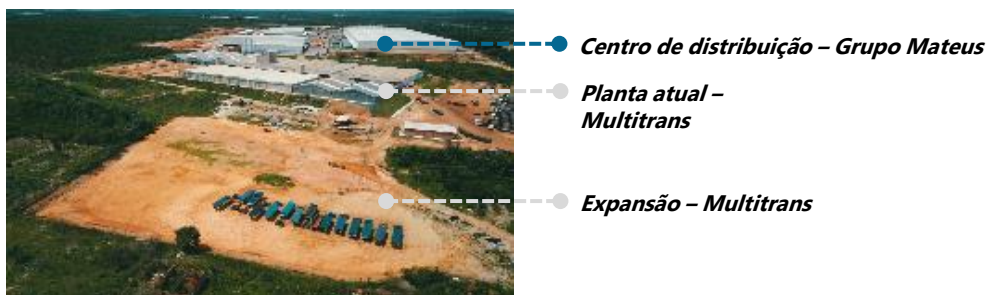 Centro de distribuição – Grupo Mateus
Planta atual –
Multitrans
Expansão – Multitrans